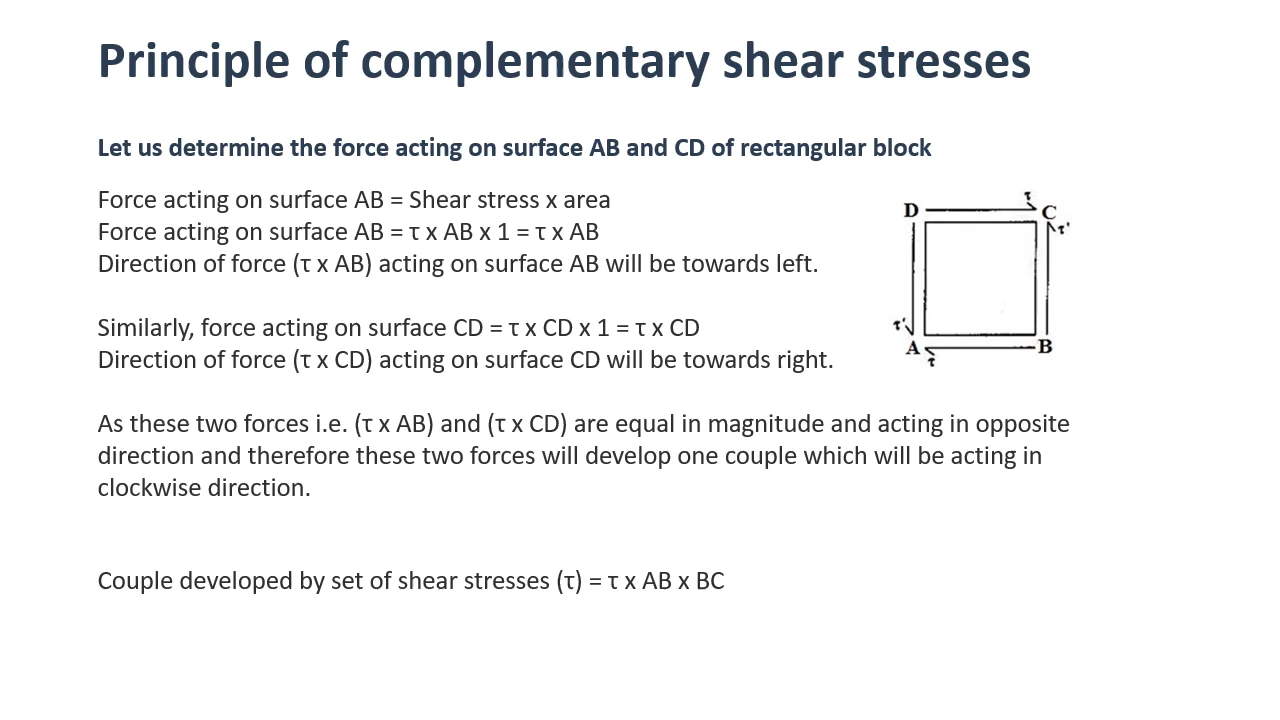 Principle of complementary shear stresses
Let us determine the force acting on surface AB and CD of rectangular block
Force acting on surface AB = Shear stress x area
Force acting on surface AB = τ x AB x 1 = τ x AB
Direction of force (τ x AB) acting on surface AB will be towards left.
Similarly, force acting on surface CD = τ x CD x 1 = τ x CD
Direction of force (τ x CD) acting on surface CD will be towards right.
As these two forces i.e. (τ x AB) and (τ x CD) are equal in magnitude and acting in opposite
direction and therefore these two forces will develop one couple which will be acting in
clockwise direction.
Couple developed by set of shear stresses (τ) = τ x AB x BC
τ
D
C
τ'
τ'
A
B
τ